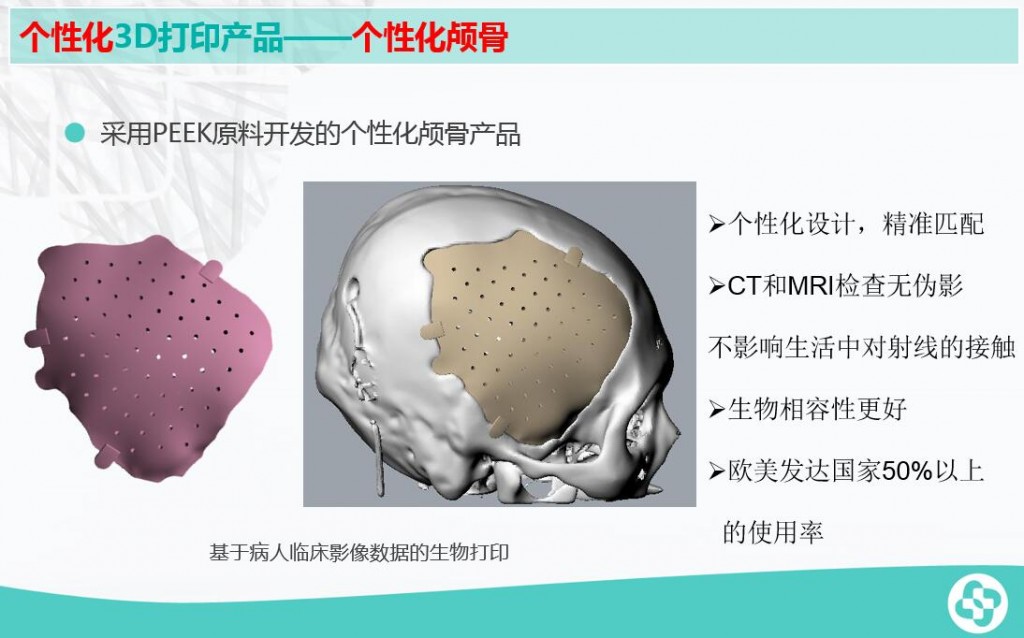 个性化3D打印产品——个性化颅骨
采用PEEK原料开发的个性化颅骨产品
➢个性化设计，精准匹配
➢CT和MRI检查无伪影
不影响生活中对射线的接触
➢生物相容性更好
➢欧美发达国家50%以上
的使用率
基于病人临床影像数据的生物打印